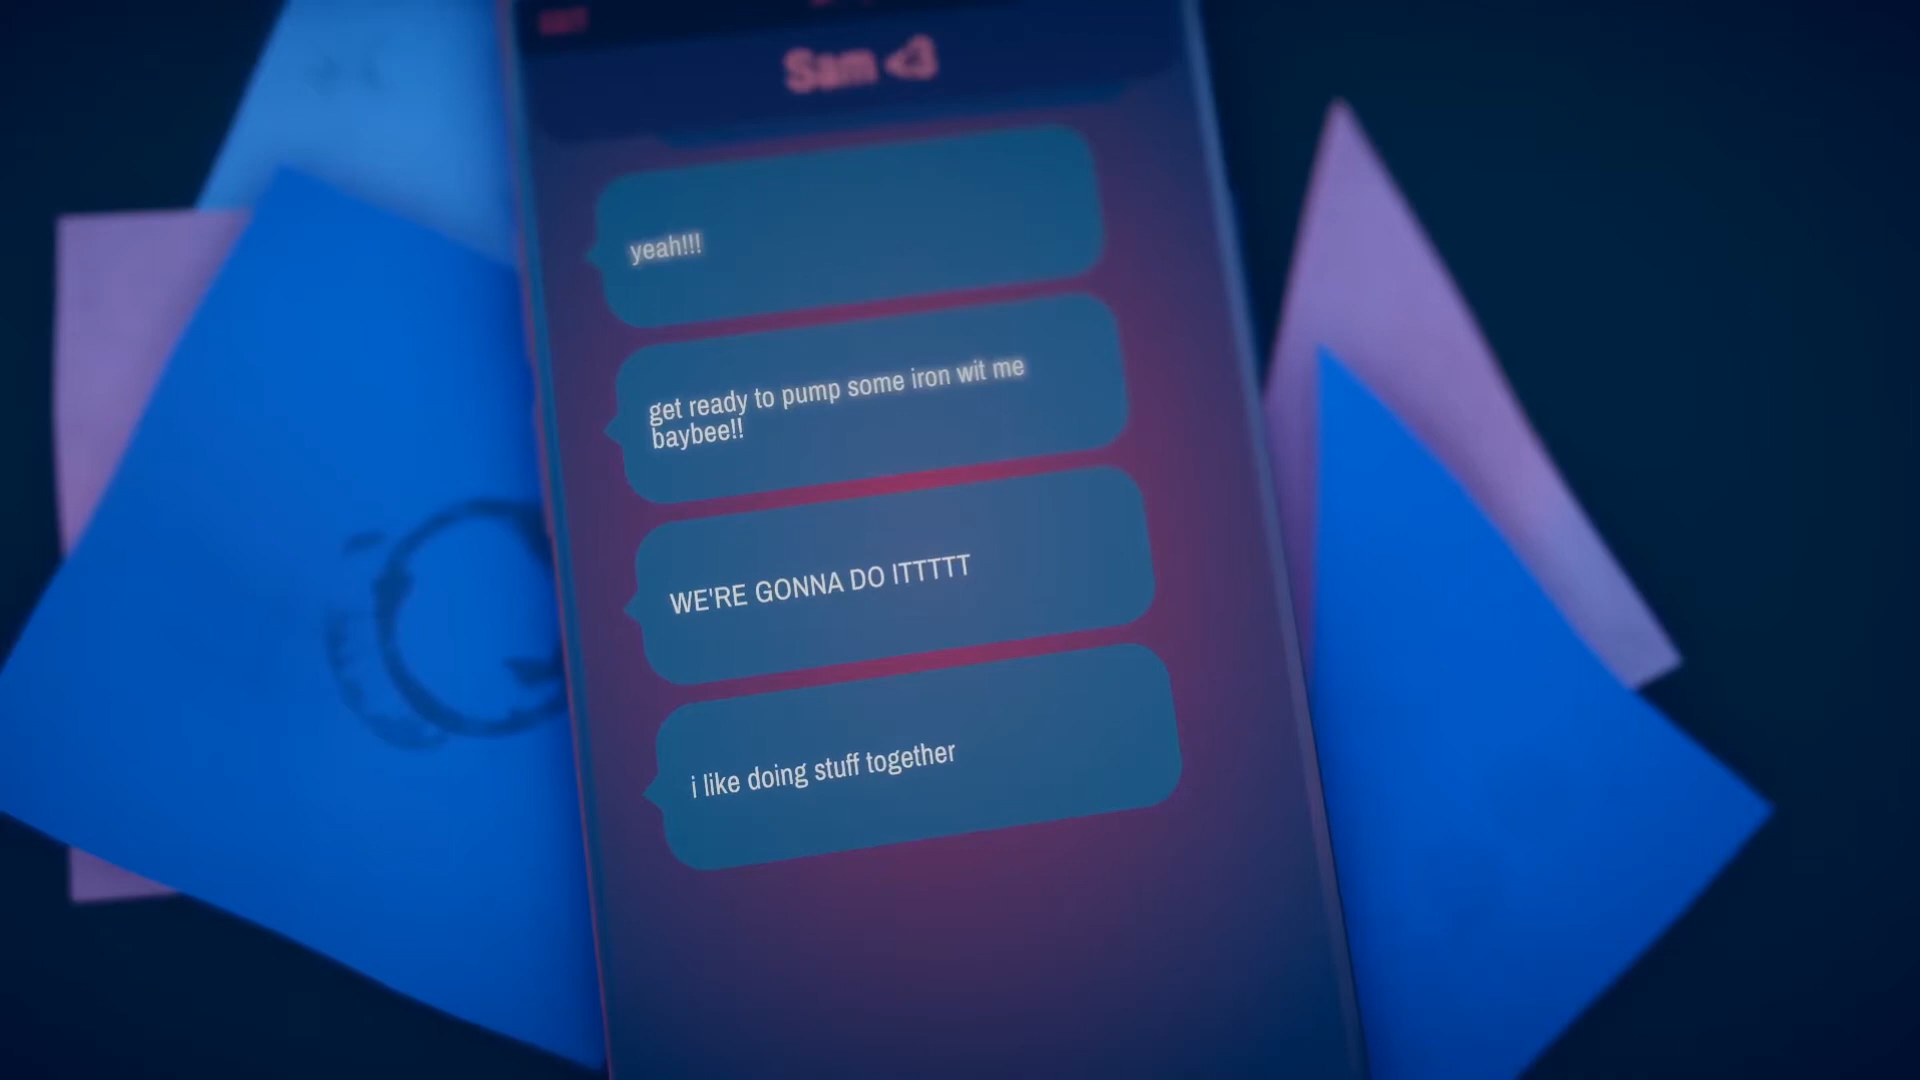 Sam <3
yeah!!!
get ready to pump some iron wit me
baybee!!
WE'RE GONNA DO ITTTTT
i like doing stuff together